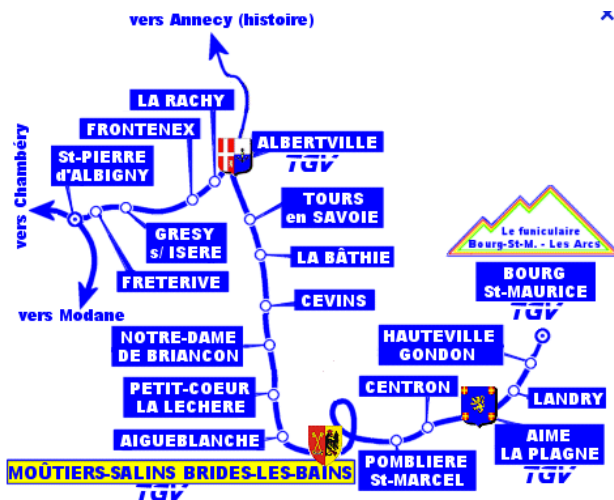 vers Annecy (histoire)
x
LA RACHY
FRONTENEX
ALBERTVILLE
TGV
vers Chambéry
St-PIERRE
d'ALBIGNY
TOURS
en SAVOIE
GRESY
s/ ISERE
Le funiculaire
Bourg-St-M. - Les Arcs
LA BÂTHIE
FRETERIVE
BOURG
St-MAURICE
TGV
CEVINS
vers Modane
NOTRE-DAME
DE BRIANCON
HAUTEVILLE
GONDON
PETIT-COEUR
LA LECHERE
CENTRON
LANDRY
AIGUEBLANCHE
AIME
LA PLAGNE
TGV
POMBLIERE
St-MARCEL
MOÛTIERS-SALINS BRIDES-LES-BAINS
TGV